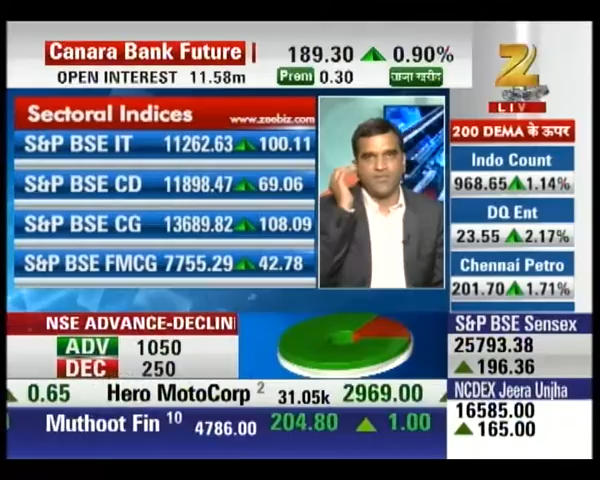 Canara Bank Future 189.30 0.90%
OPEN INTEREST 11.58m Prem 0.30 ताजा खरीद
Z
LIV
Sectoral Indices www.zeebiz.com
S&P BSE IT 11262.63 100.11
S&P BSE CD 11898.47 69.06
S&P BSE CG 13689.82 108.09
S&P BSE FMCG 7755.29 42.78
200 DEMA के ऊपर
Indo Count
968.65 1.14%
DQ Ent
23.55 2.17%
Chennai Petro
201.70 1.71%
NSE ADVANCE-DECLIN
ADV 1050
DEC 250
S&P BSE Sensex
25793.38
196.36
NCDEX Jeera Unjha
16585.00
165.00
0.65 Hero MotoCorp 2 31.05k 2969.00
Muthoot Fin 10 4786.00 204.80 1.00